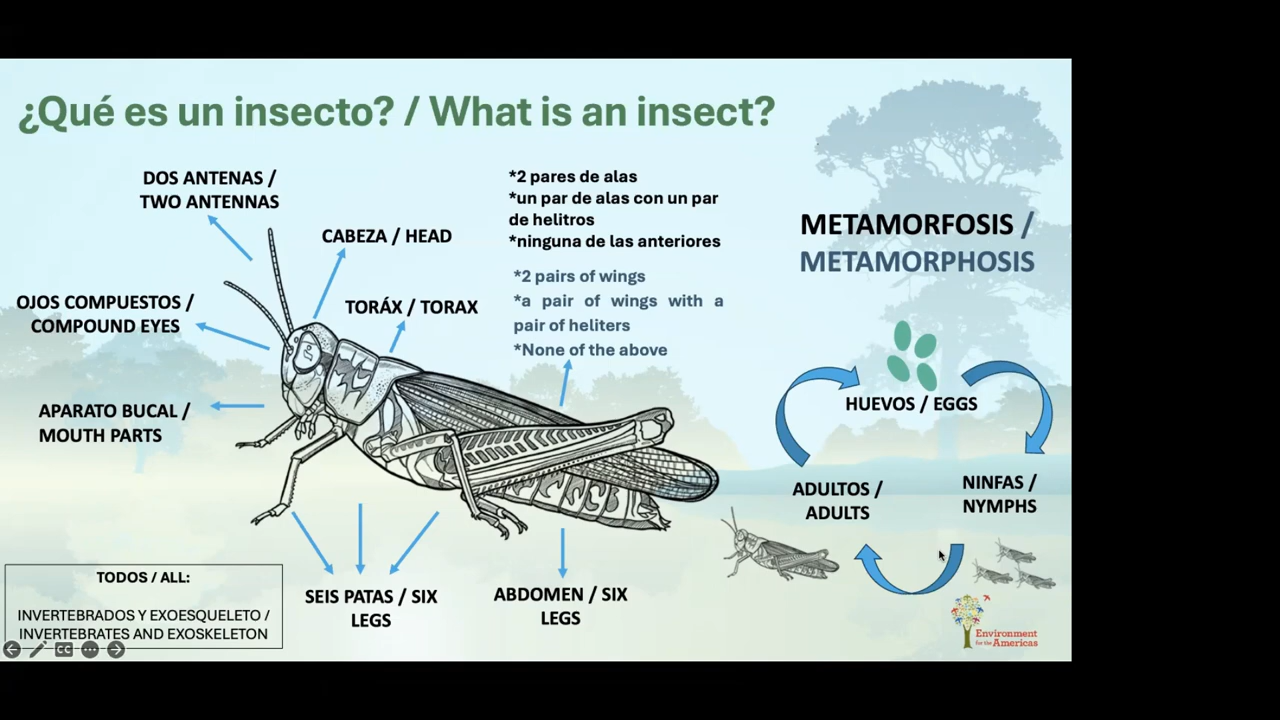 ¿Qué es un insecto? / What is an insect?
DOS ANTENAS /
TWO ANTENNAS
CABEZA / HEAD
OJOS COMPUESTOS /
COMPOUND EYES
TORÁX / TORAX
APARATO BUCAL /
MOUTH PARTS
*2 pares de alas
*un par de alas con un par
de helitros
*ninguna de las anteriores
*2 pairs of wings
*a pair of wings with a
pair of heliters
*None of the above
SEIS PATAS / SIX
LEGS
ABDOMEN / SIX
LEGS
TODOS / ALL:
INVERTEBRADOS Y EXOESQUELETO /
INVERTEBRATES AND EXOSKELETON
CC
METAMORFOSIS /
METAMORPHOSIS
HUEVOS / EGGS
NINFAS /
NYMPHS
ADULTOS /
ADULTS
Environment
for the Americas